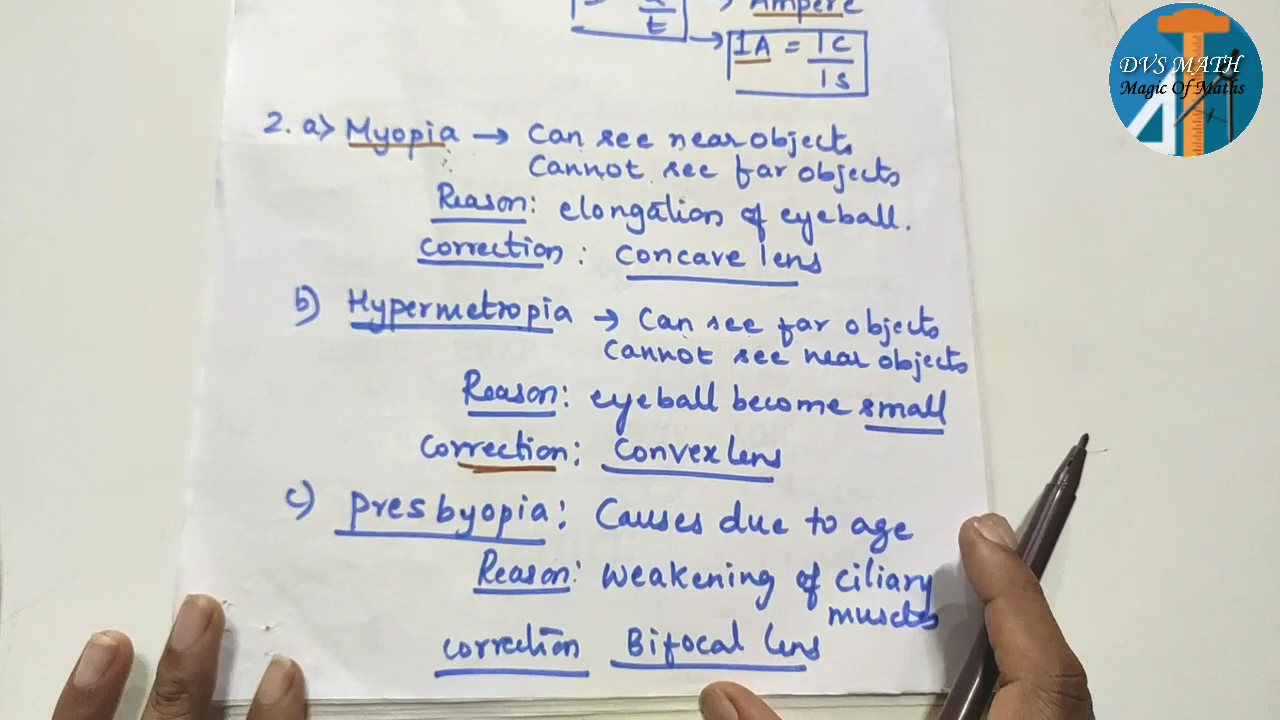 t
Ampere
1A = 1C
1s
DVS MATH
Magic Of Maths
2. a> Myopia → Can see near objects
Cannot see far objects
Reason: elongation of eyeball.
Correction: Concave lens
b) Hypermetropia → Can see far objects
Cannot see near objects
Reason: eyeball become small
Correction: Convex lens
c) Presbyopia: Causes due to age
Reason: weakening of ciliary
muscles
Correction Bifocal lens